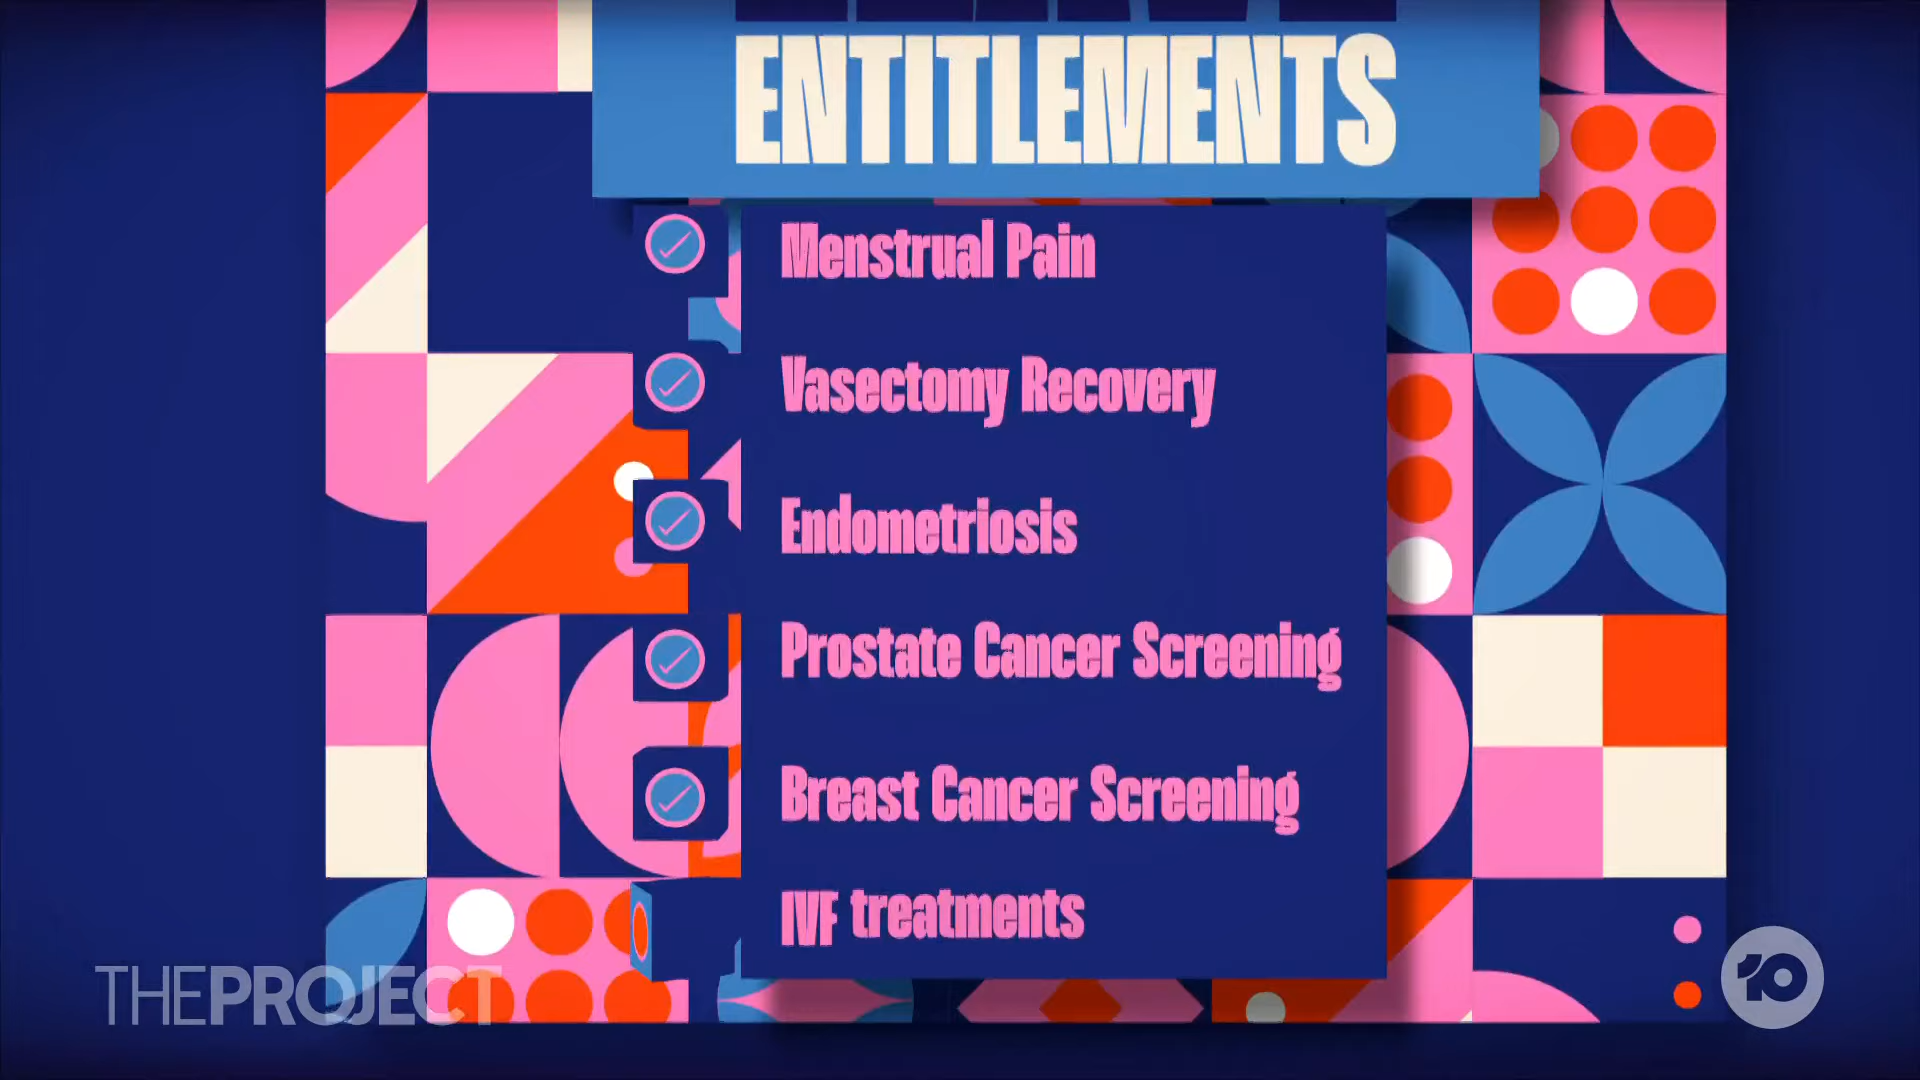 ENTITLEMENTS
Menstrual Pain
Vasectomy Recovery
Endometriosis
Prostate Cancer Screening
Breast Cancer Screening
IVF treatments
THEPROJECT
10